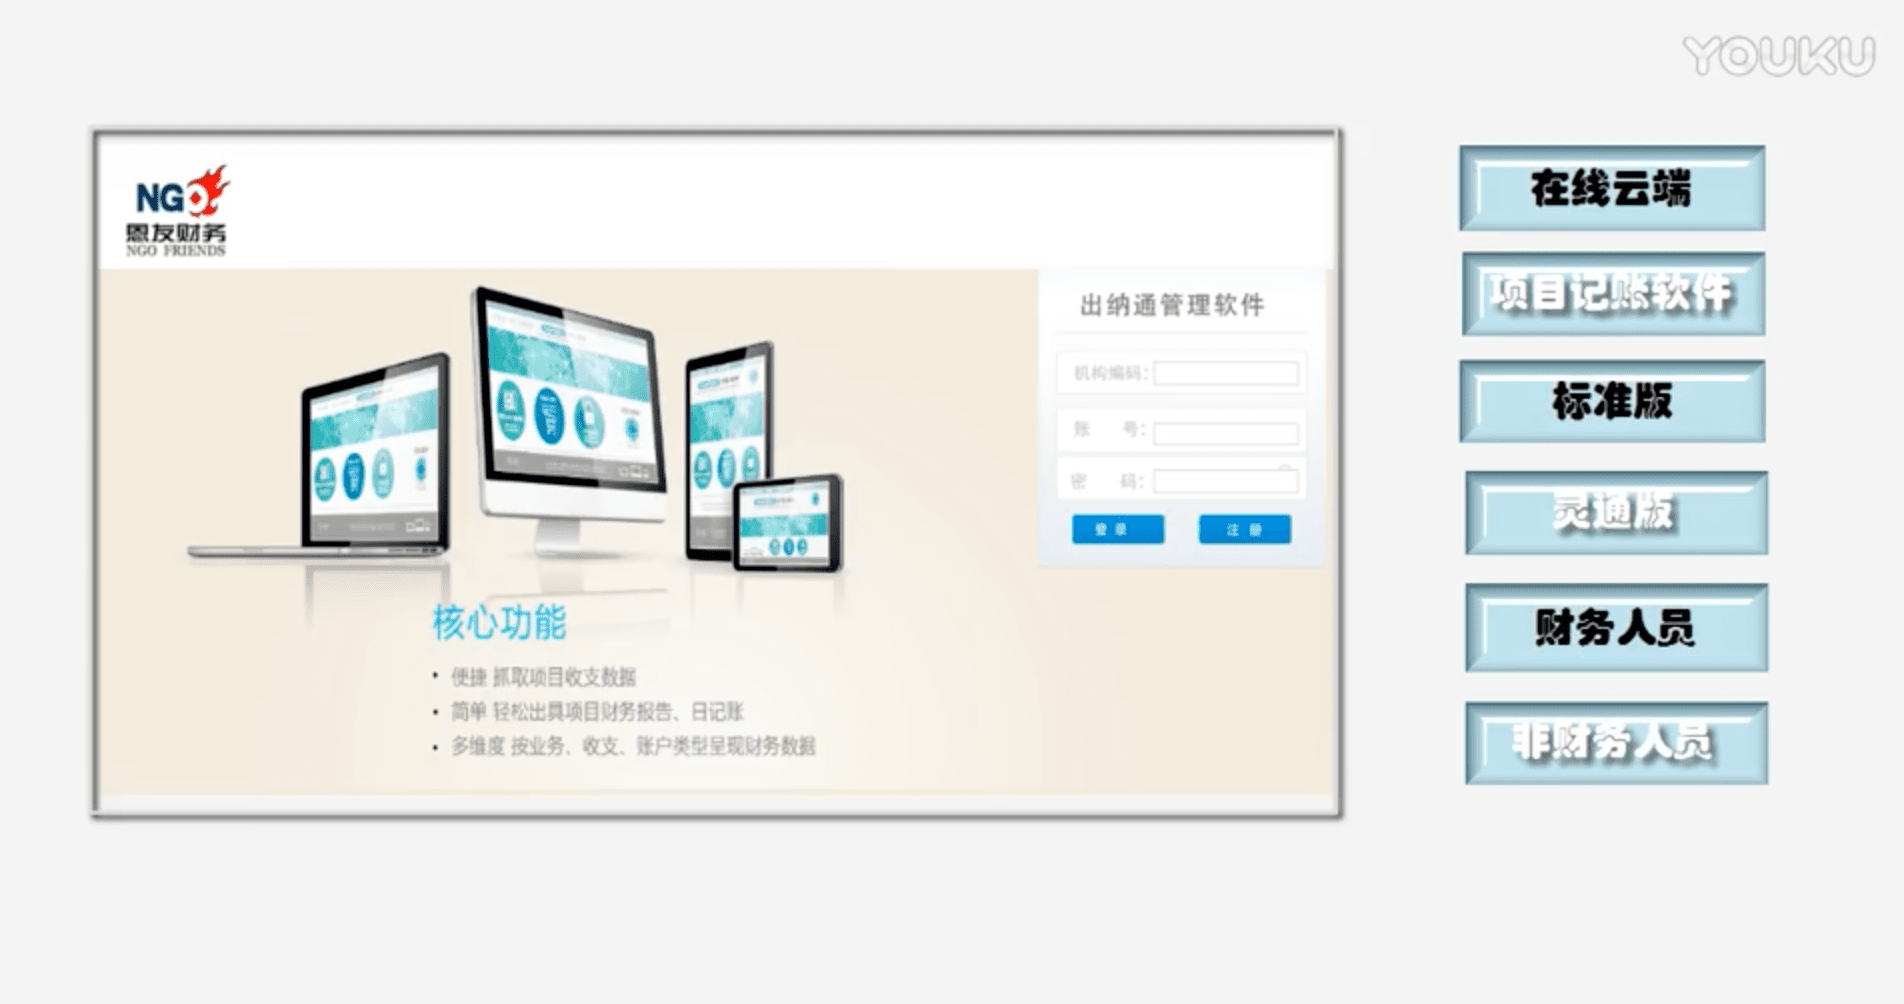 YOUKU
NGO
恩友财务
NGO FRIENDS
出纳通管理软件
机构编码：
账 号：
密 码：
登录
注册
核心功能
• 便捷 抓取项目收支数据
• 简单 轻松出具项目财务报告、日记账
• 多维度 按业务、收支、账户类型呈现财务数据
在线云端
项目记账软件
标准版
灵通版
财务人员
非财务人员